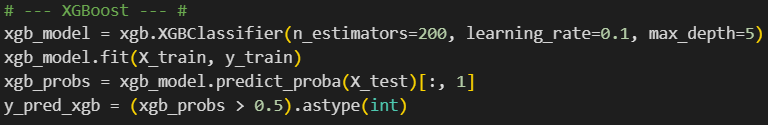 # --- XGBoost --- #
xgb_model = xgb.XGBClassifier(n_estimators=200, learning_rate=0.1, max_depth=5)
xgb_model.fit(X_train, y_train)
xgb_probs = xgb_model.predict_proba(X_test)[:, 1]
y_pred_xgb = (xgb_probs > 0.5).astype(int)